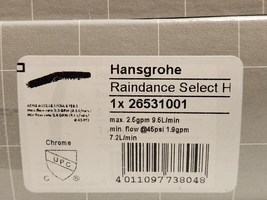 Hansgrohe
Raindance Select H
1x 26531001
max. 2.5gpm 9.5L/min
min. flow @45psi 1.9gpm
7.2L/min
Chrome
UPC
4 011097 738048